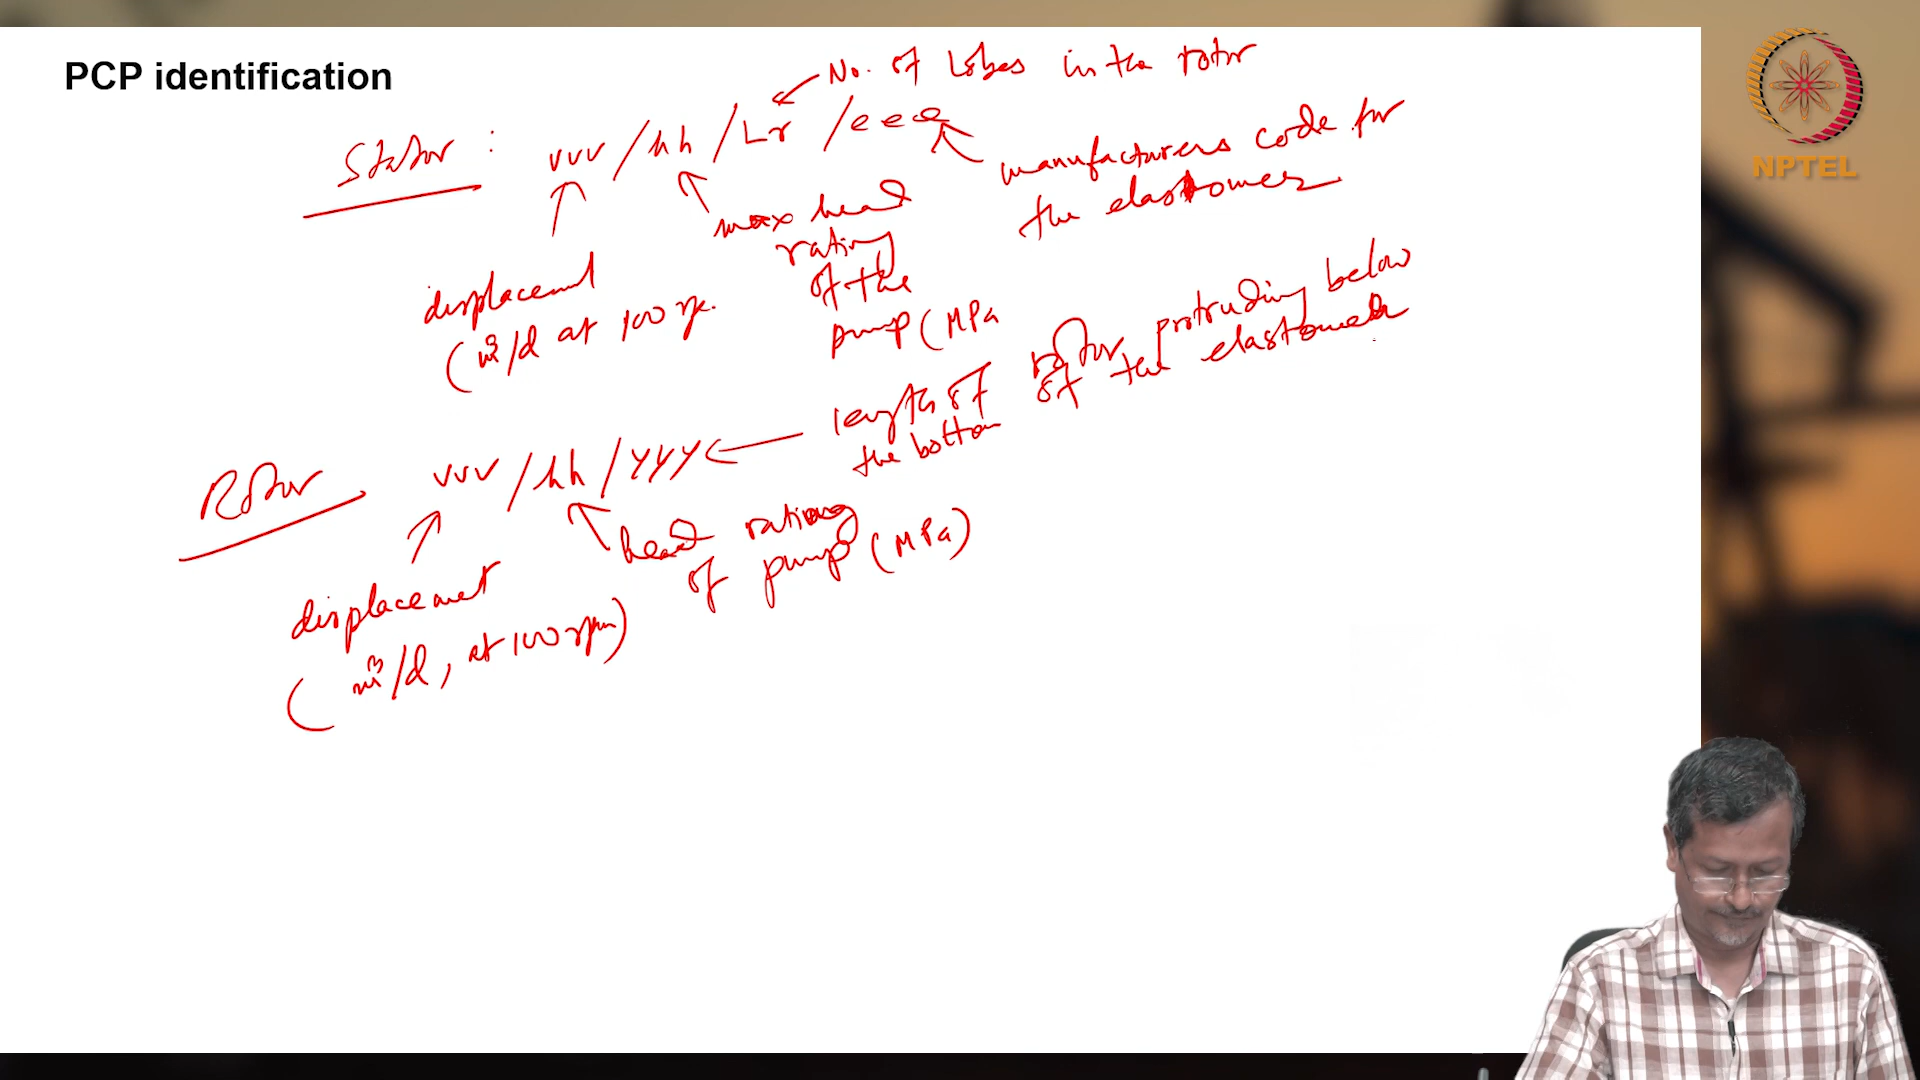 PCP identification
NPTEL
No. of Lobes in the rotor
Stator : vvv / hh / Lr / eee
manufacturers code for
the elastomer
max head
rating
of the
pump (MPa
displacement
(m³/d at 100 rp.
length of rotor protruding below
the bottom of the elastomer
Rotor vvv / hh / yyy
head rating
of pump (MPa)
displacement
(m³/d, at 100 rpm)